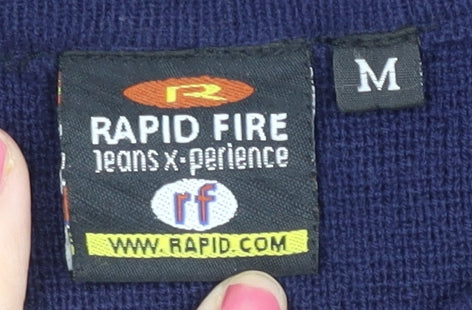 R
RAPID FIRE
jeans x-perience
rf
WWW.RAPID.COM
M